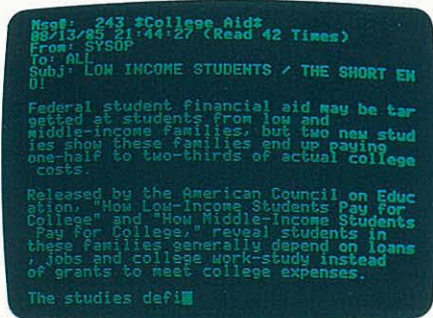 Msg#:  243 *College Aid*
08/13/85 21:44:27 (Read 42 Times)
From: SYSOP
To: ALL
Subj: LOW INCOME STUDENTS / THE SHORT EN
D!
Federal student financial aid may be tar
getted at students from low and
middle-income families, but two new stud
ies show these families end up paying
one-half to two-thirds of actual college
 costs.
Released by the American Council on Educ
ation, "How Low-Income Students Pay for
College" and "How Middle-Income Students
 Pay for College," reveal students in
these families generally depend on loans
, jobs and college work-study instead
of grants to meet college expenses.
The studies defi